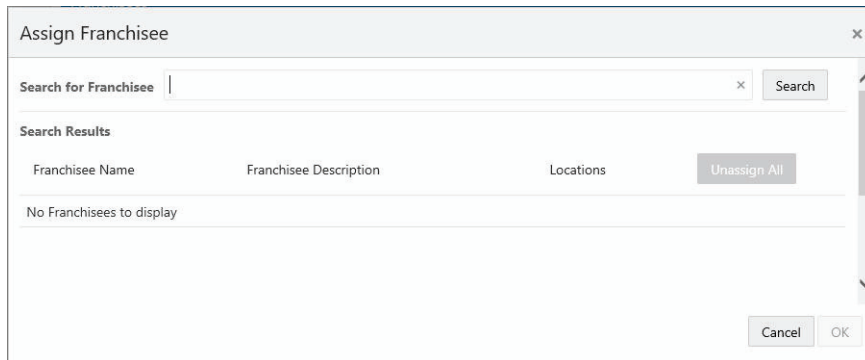 Assign Franchisee ×
Search for Franchisee × Search
Search Results
Franchisee Name Franchisee Description Locations Unassign All
No Franchisees to display
Cancel OK